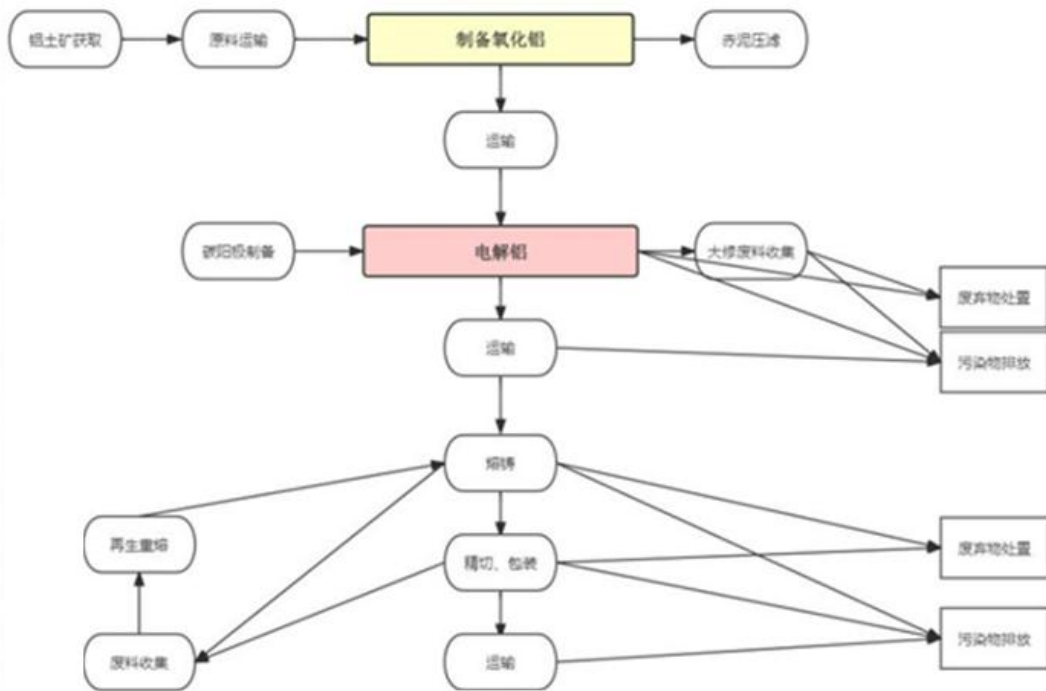 铝土矿获取
原料运输
制备氧化铝
赤泥压滤
运输
碳阳极制备
电解铝
大修废料收集
废弃物处置
运输
污染物排放
熔铸
再生重熔
精切、包装
废弃物处置
废料收集
运输
污染物排放